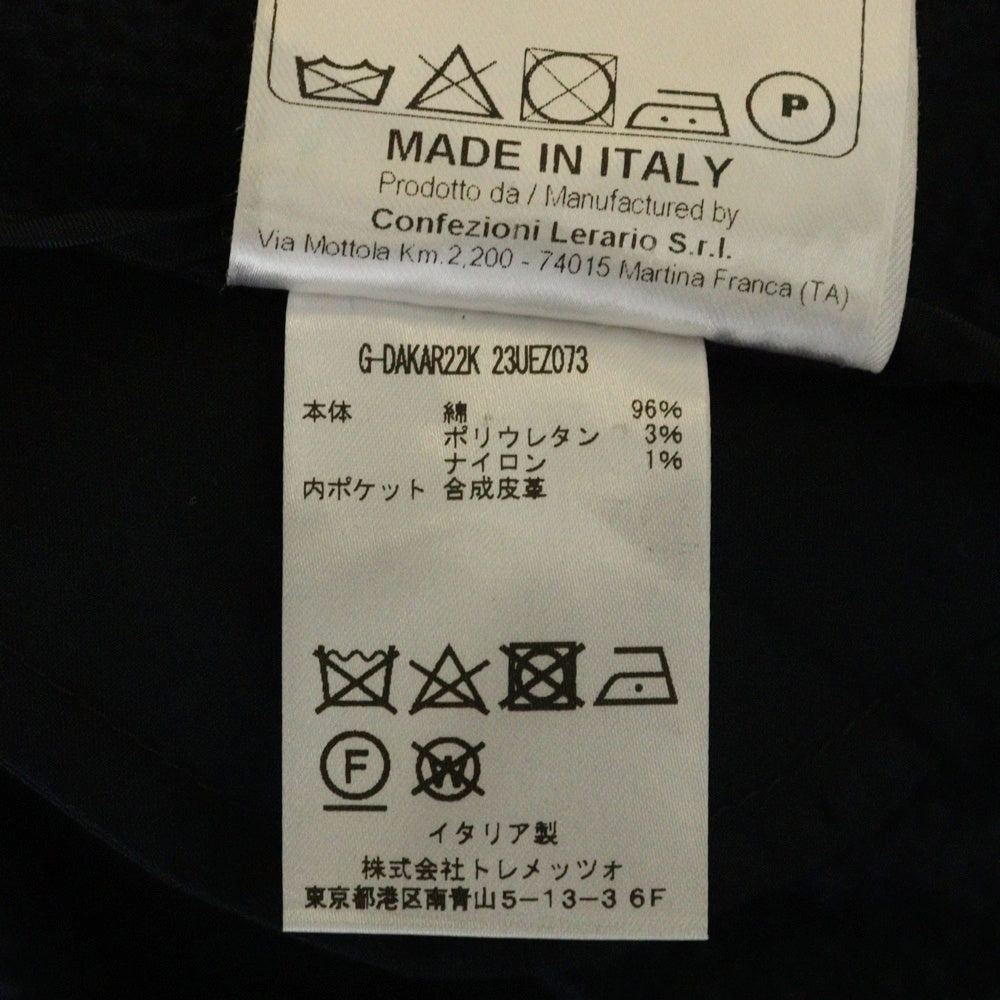 P
MADE IN ITALY
Prodotto da / Manufactured by
Confezioni Lerario S.r.l.
Via Mottola Km.2,200 - 74015 Martina Franca (TA)
G-DAKAR22K 23UEZ073
本体 綿 96%
ポリウレタン 3%
ナイロン 1%
内ポケット 合成皮革
F W
イタリア製
株式会社トレメッツオ
東京都港区南青山5-13-3 6F